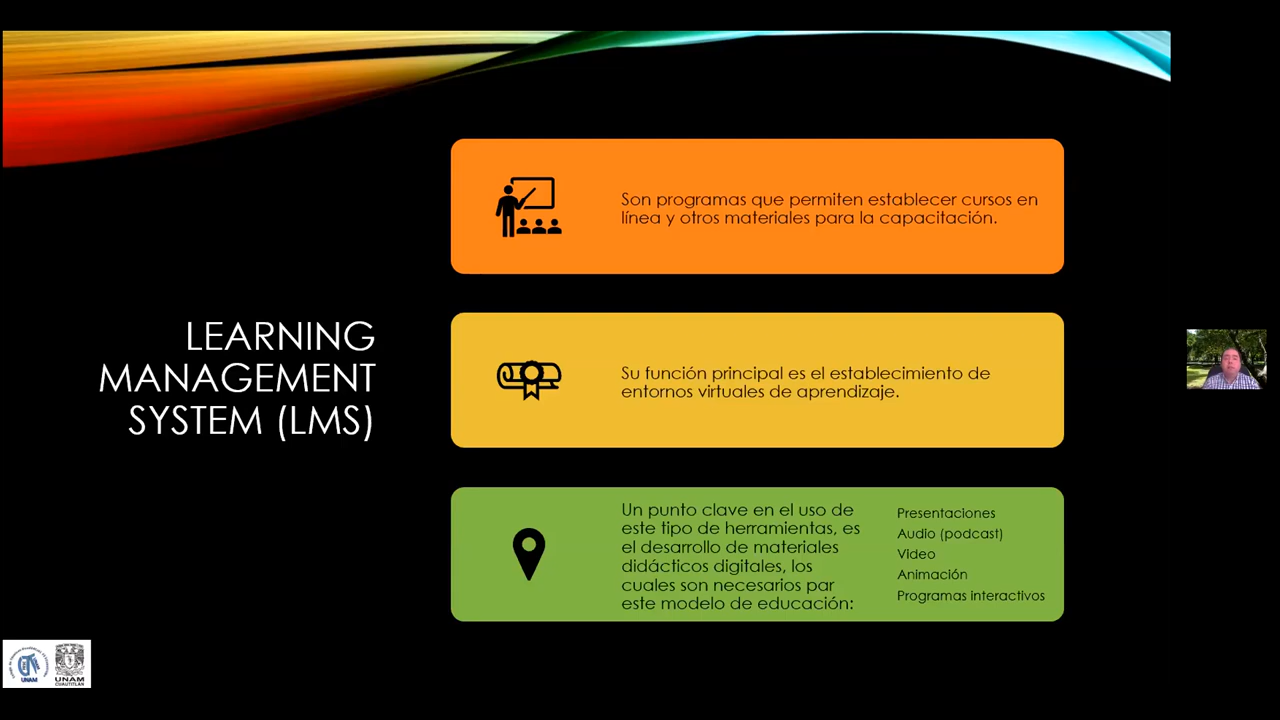 LEARNING
MANAGEMENT
SYSTEM (LMS)
Son programas que permiten establecer cursos en
línea y otros materiales para la capacitación.
Su función principal es el establecimiento de
entornos virtuales de aprendizaje.
Un punto clave en el uso de
este tipo de herramientas, es
el desarrollo de materiales
didácticos digitales, los
cuales son necesarios par
este modelo de educación:
Presentaciones
Audio (podcast)
Video
Animación
Programas interactivos
UNAM
UNAM
CUAUTITLÁN